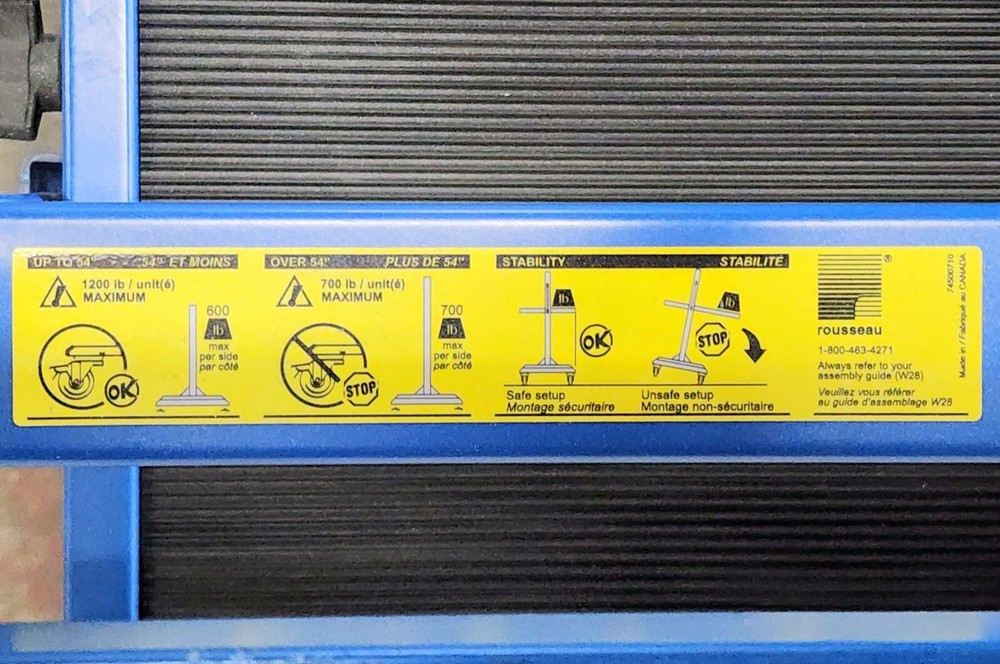 UP TO 54" 54" ET MOINS
1200 lb / unit(é)
MAXIMUM
OK
600
lb
max
per side
par côté
OVER 54" PLUS DE 54"
700 lb / unit(é)
MAXIMUM
STOP
700
lb
max
per side
par côté
STABILITY STABILITÉ
lb
OK
Safe setup
Montage sécuritaire
lb
STOP
Unsafe setup
Montage non-sécuritaire
®
rousseau
1-800-463-4271
Always refer to your
assembly guide (W28)
Veuillez vous référer
au guide d'assemblage W28
74500710
Made in / Fabriqué au CANADA